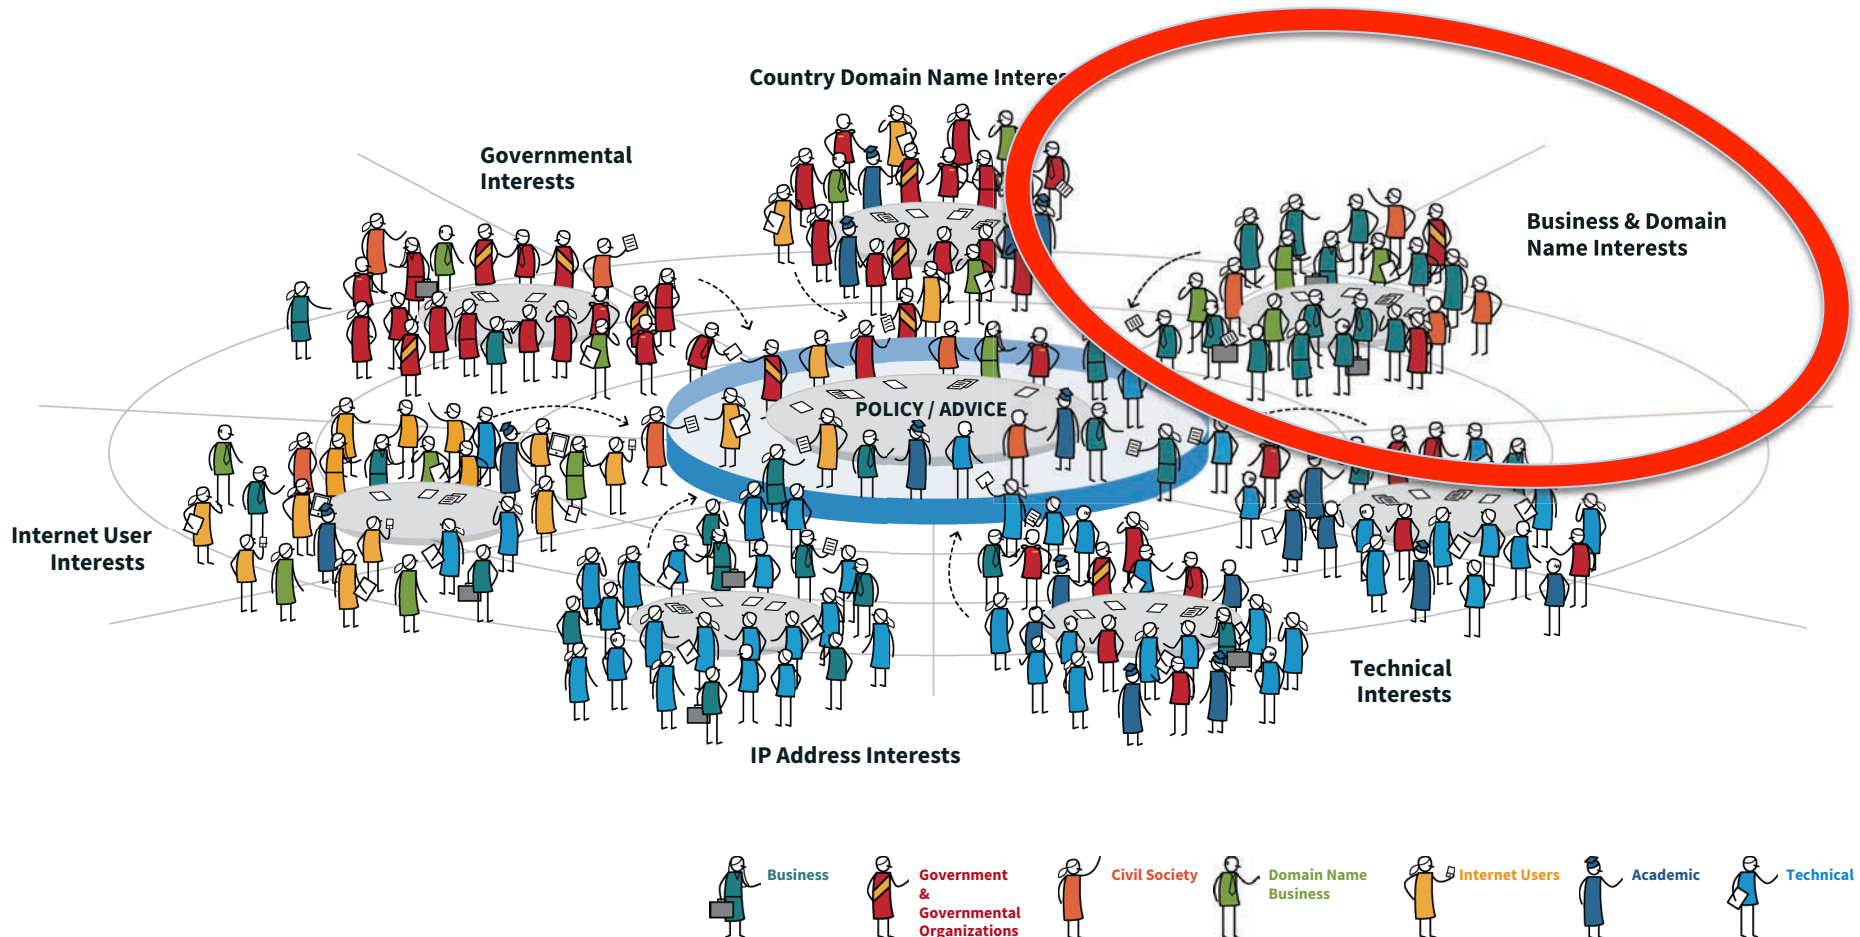 Country Domain Name Interes
Governmental
Interests
Business & Domain
Name Interests
POLICY / ADVICE
Internet User
Interests
Technical
Interests
IP Address Interests
Business
Government
&
Governmental
Organizations
Civil Society
Domain Name
Business
Internet Users
Academic
Technical